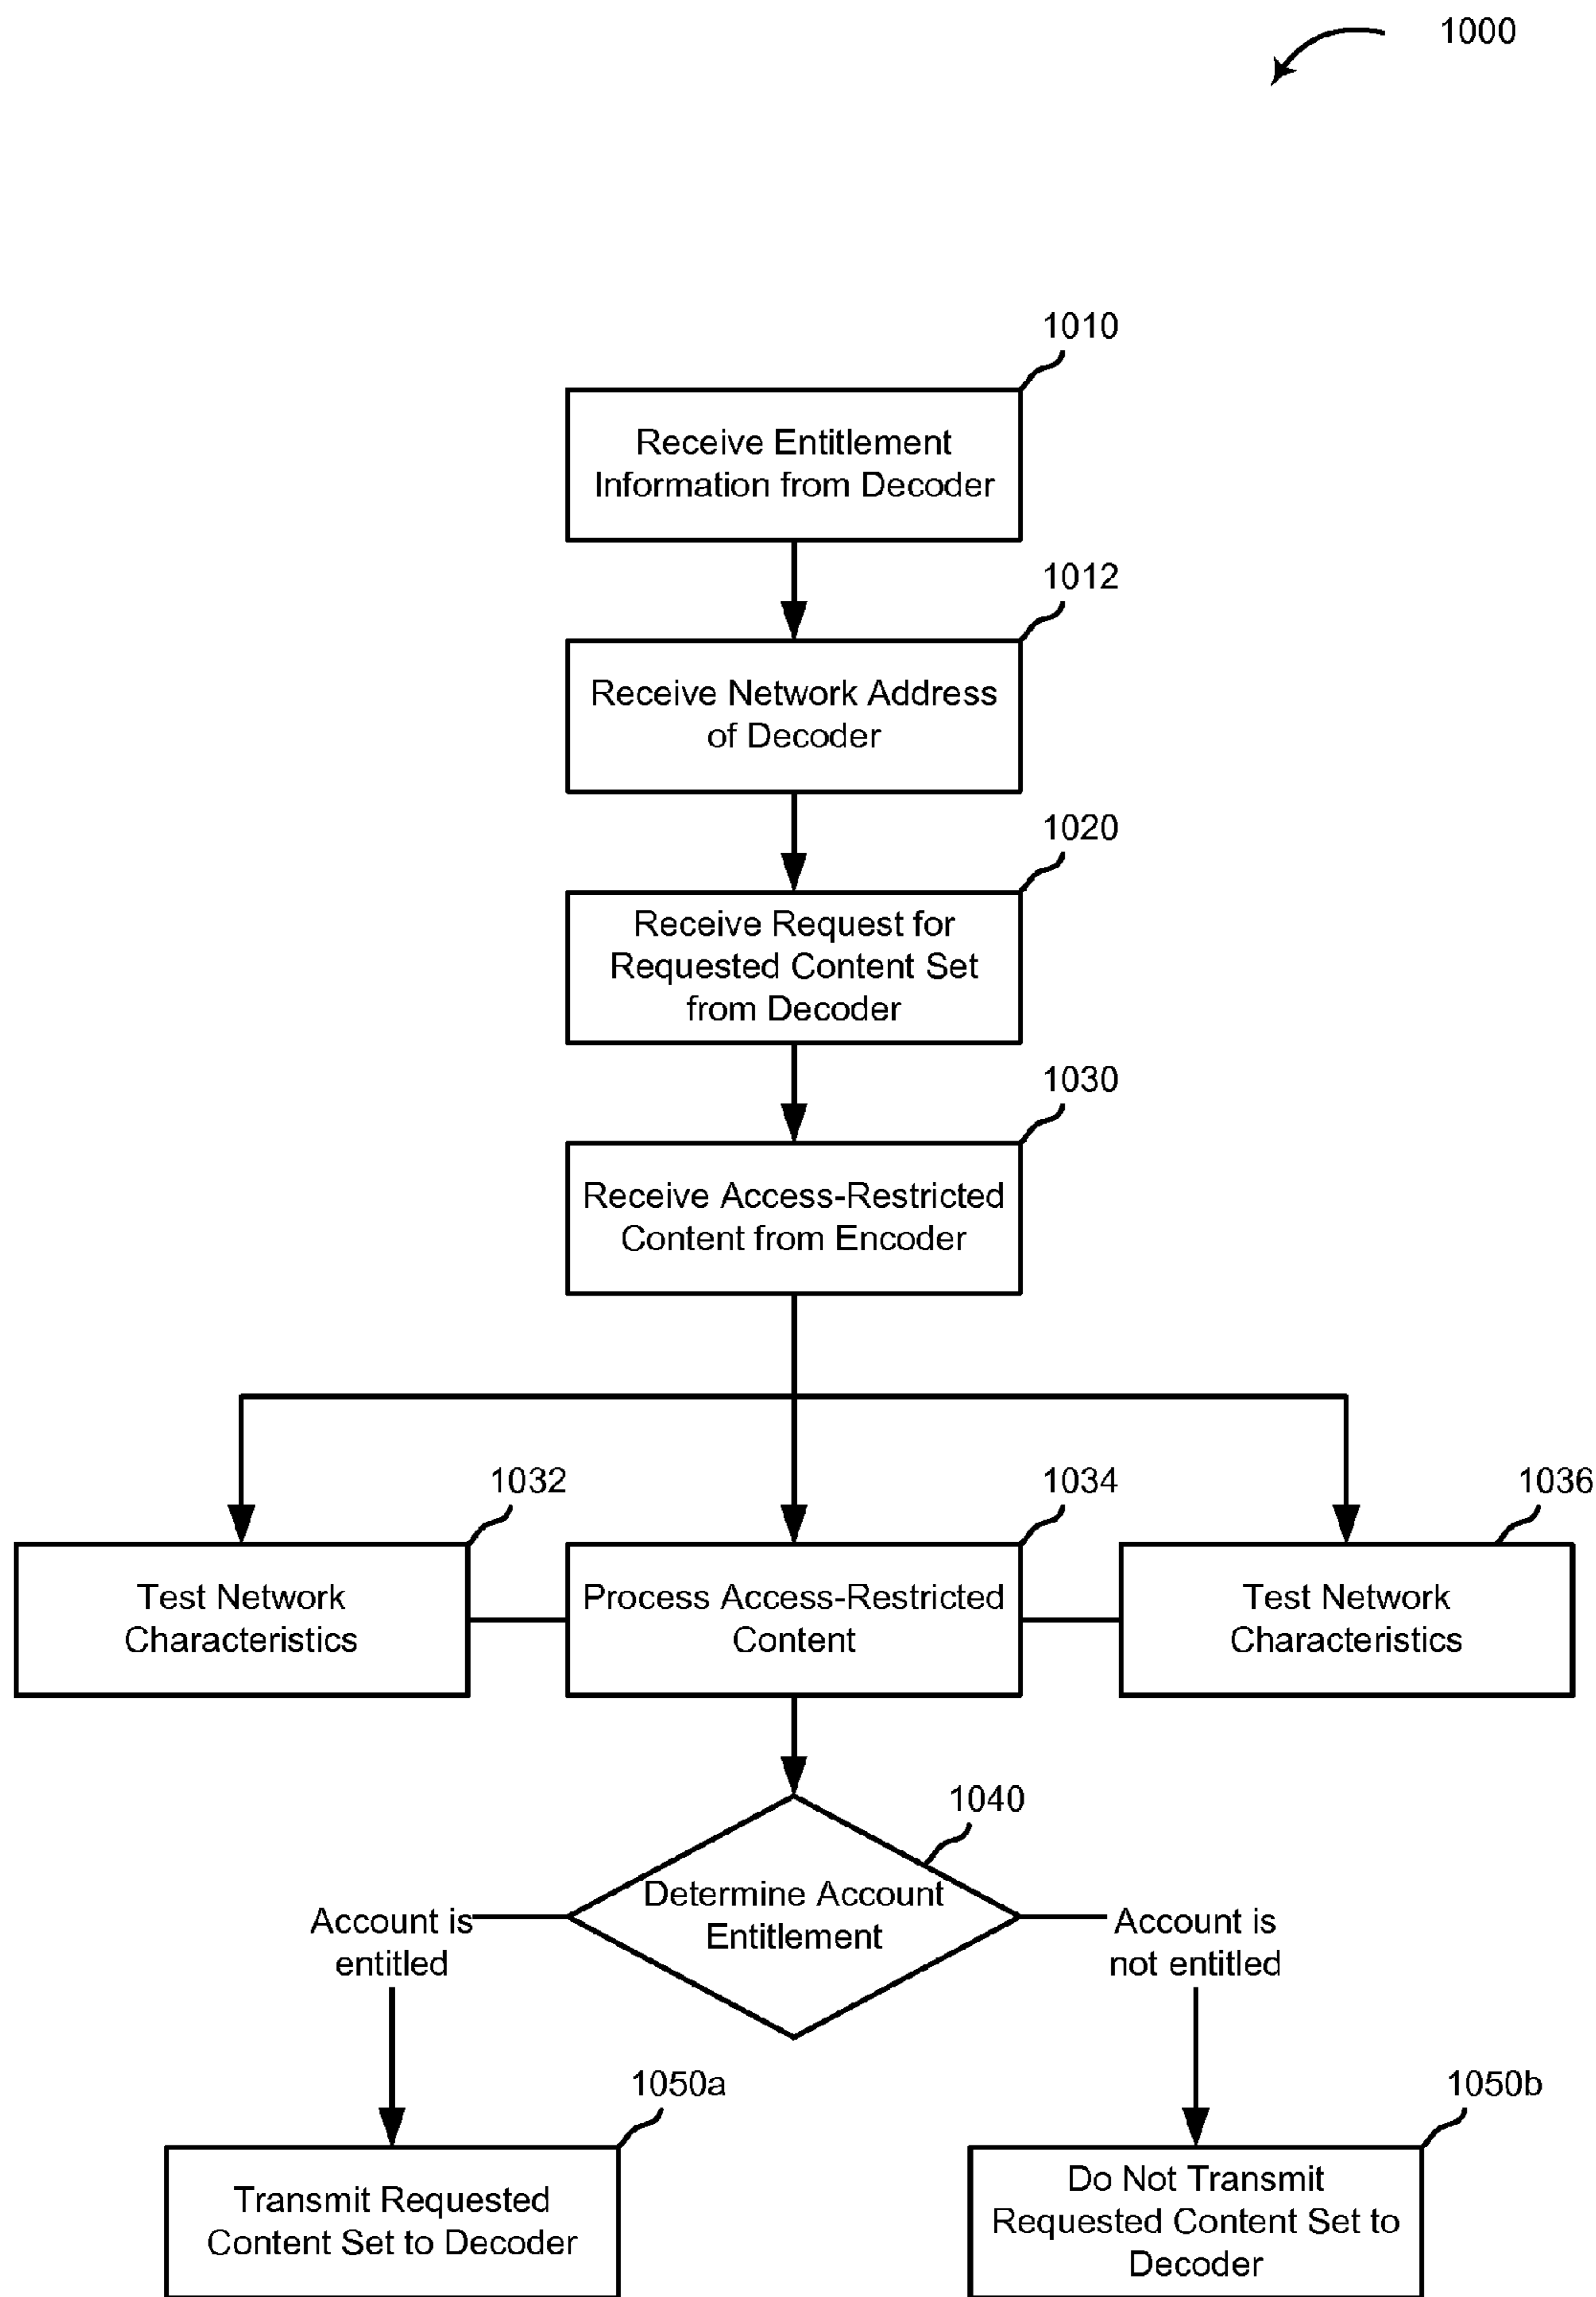 1000
1010
Receive Entitlement
Information from Decoder
1012
Receive Network Address
of Decoder
1020
Receive Request for
Requested Content Set
from Decoder
1030
Receive Access-Restricted
Content from Encoder
1032
Test Network
Characteristics
1034
Process Access-Restricted
Content
1036
Test Network
Characteristics
1040
Determine Account
Entitlement
Account is
entitled
Account is
not entitled
1050a
Transmit Requested
Content Set to Decoder
1050b
Do Not Transmit
Requested Content Set to
Decoder